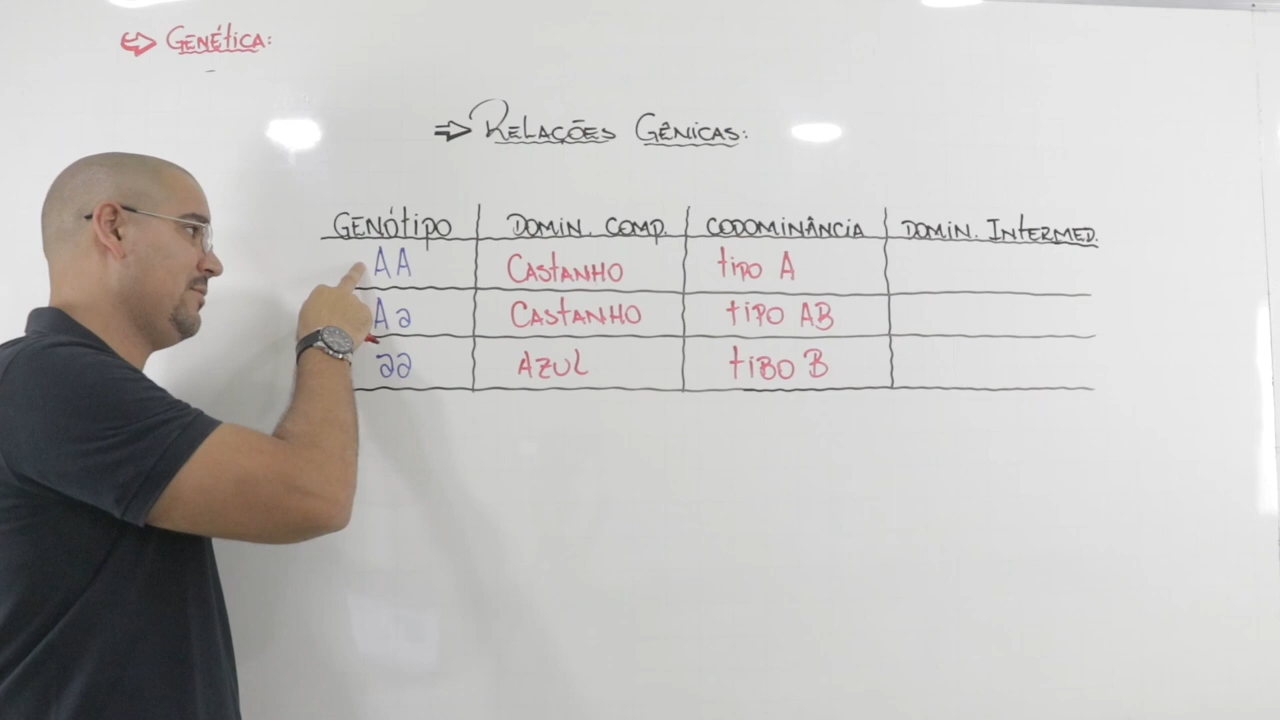 ⇨ GENÉTICA:
⇨ RELAÇÕES GÊNICAS:
GENÓTIPO DOMIN. COMP. CODOMINÂNCIA DOMIN. INTERMED.
AA CASTANHO TIPO A
Aa CASTANHO TIPO AB
aa AZUL TIBO B